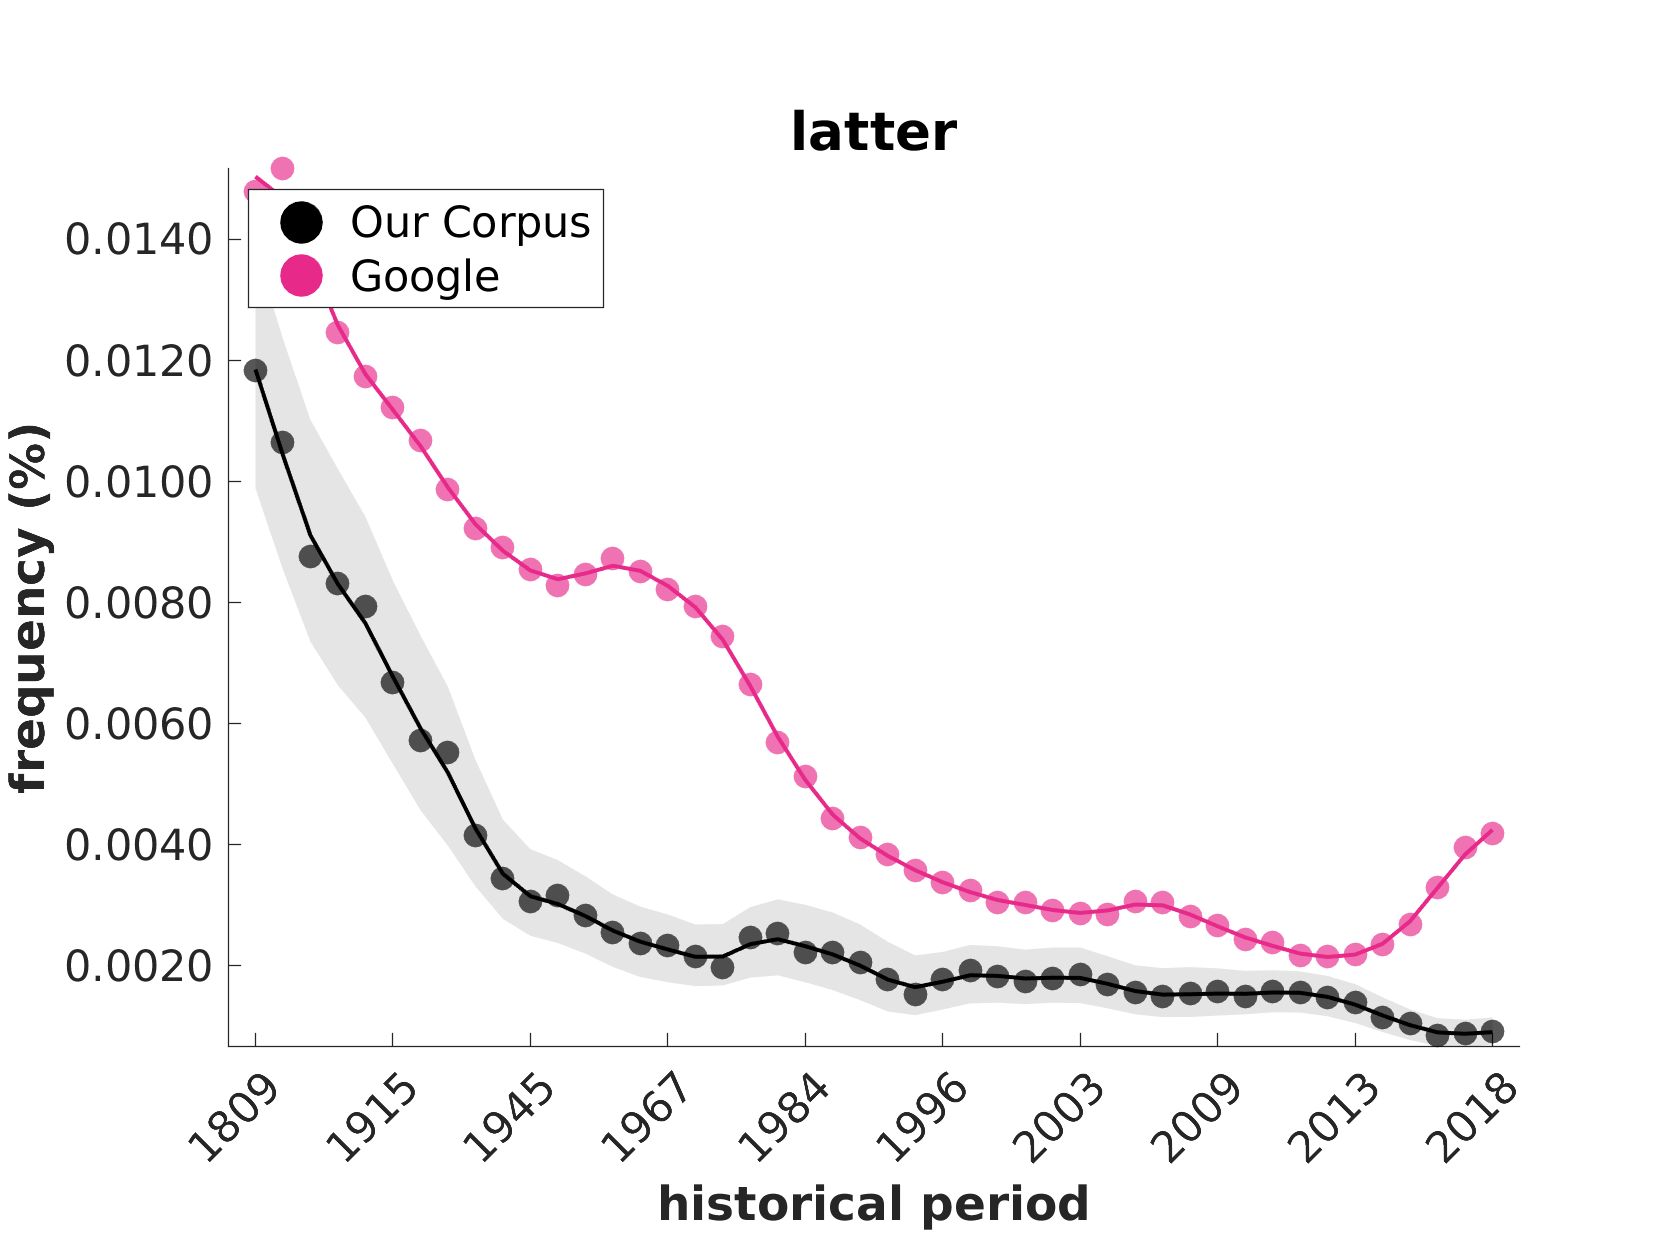 latter
Our Corpus
Google
0.0140
0.0120
0.0100
0.0080
0.0060
0.0040
0.0020
frequency (%)
1809 1915 1945 1967 1984 1996 2003 2009 2013 2018
historical period